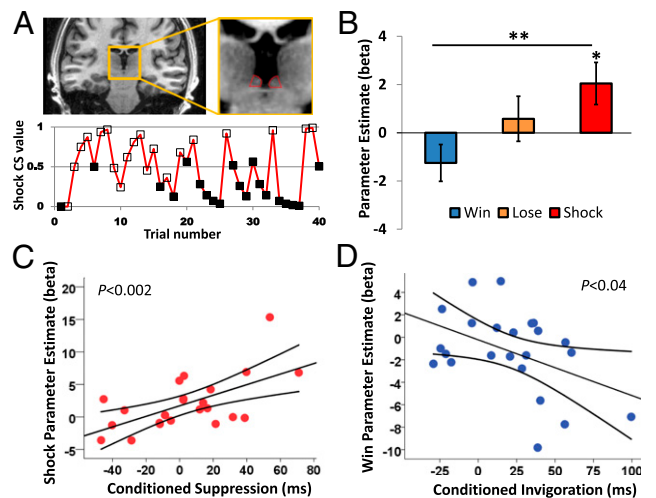 A
Shock CS value
1
0.5
0
0 10 20 30 40
Trial number
B
Parameter Estimate (beta)
4
2
0
-2
-4
**
*
Win Lose Shock
C
Shock Parameter Estimate (beta)
P<0.002
20
15
10
5
0
-5
-40 -20 0 20 40 60 80
Conditioned Suppression (ms)
D
Win Parameter Estimate (beta)
P<0.04
4
2
0
-2
-4
-6
-8
-10
-25 0 25 50 75 100
Conditioned Invigoration (ms)